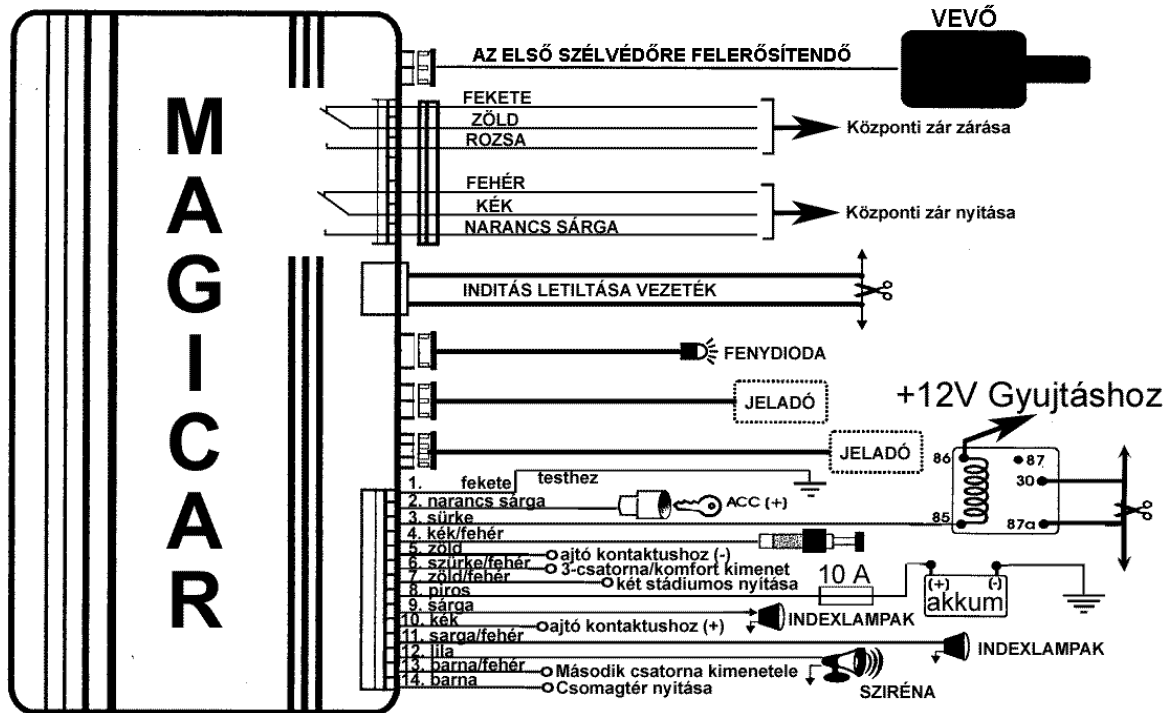 VEVŐ
AZ ELSŐ SZÉLVÉDŐRE FELERŐSÍTENDŐ
MAGICAR
FEKETE
ZÖLD
ROZSA
Központi zár zárása
FEHÉR
KÉK
NARANCS SÁRGA
Központi zár nyitása
INDITÁS LETILTÁSA VEZETÉK
FENYDIODA
JELADÓ
JELADÓ
+12V Gyujtáshoz
86
87
30
85
87a
1. fekete testhez
2. narancs sárga
ACC (+)
3. sürke
4. kék/fehér
5. zöld
ajtó kontaktushoz (-)
6. szürke/fehér
3-csatorna/komfort kimenet
7. zöld/fehér
két stádiumos nyítása
8. piros
10 A
(+) (-)
akkum
9. sárga
INDEXLAMPAK
10. kék
ajtó kontaktushoz (+)
11. sarga/fehér
INDEXLAMPAK
12. lila
SZIRÉNA
13. barna/fehér
Második csatorna kimenetele
14. barna
Csomagtér nyitása